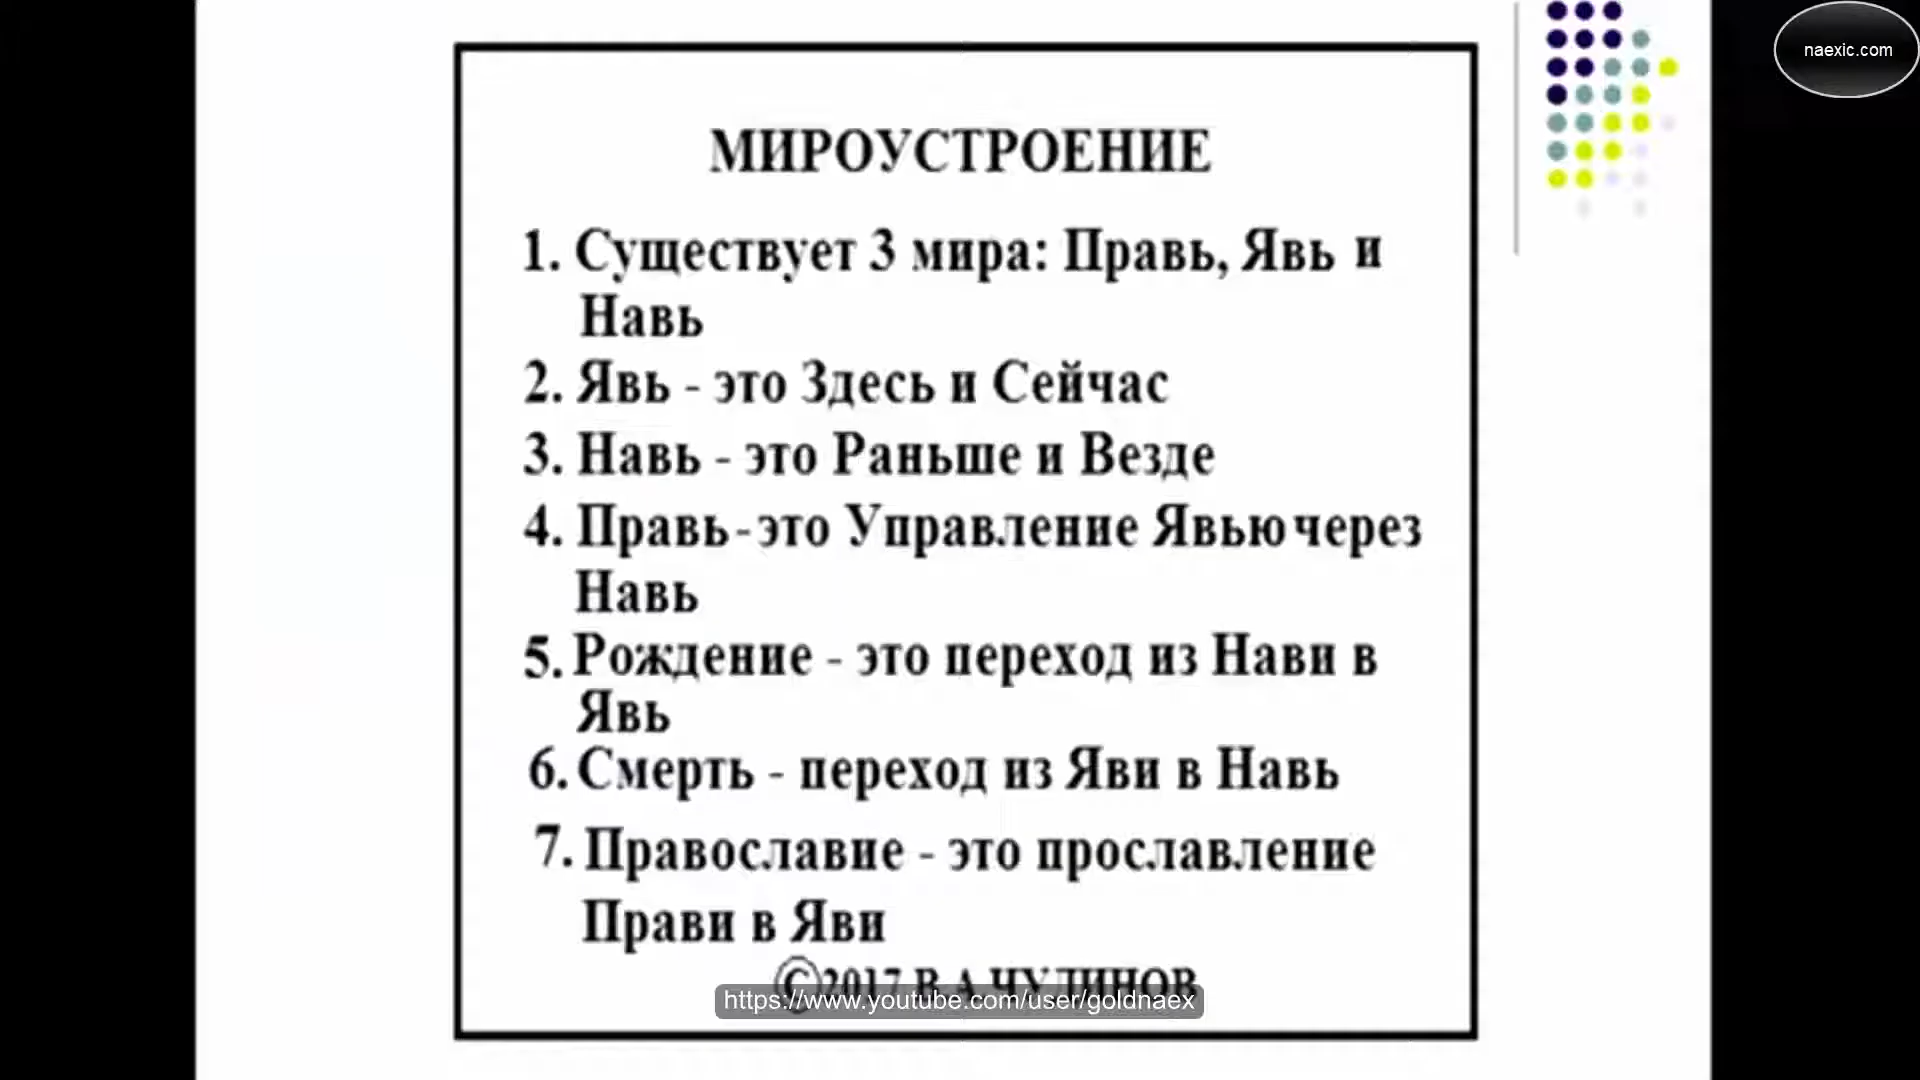 naexic.com
МИРОУСТРОЕНИЕ
1. Существует 3 мира: Правь, Явь и
Навь
2. Явь - это Здесь и Сейчас
3. Навь - это Раньше и Везде
4. Правь - это Управление Явью через
Навь
5. Рождение - это переход из Нави в
Явь
6. Смерть - переход из Яви в Навь
7. Православие - это прославление
Прави в Яви
©2017 В.А.ЧУДИНОВ
https://www.youtube.com/user/goldnaex